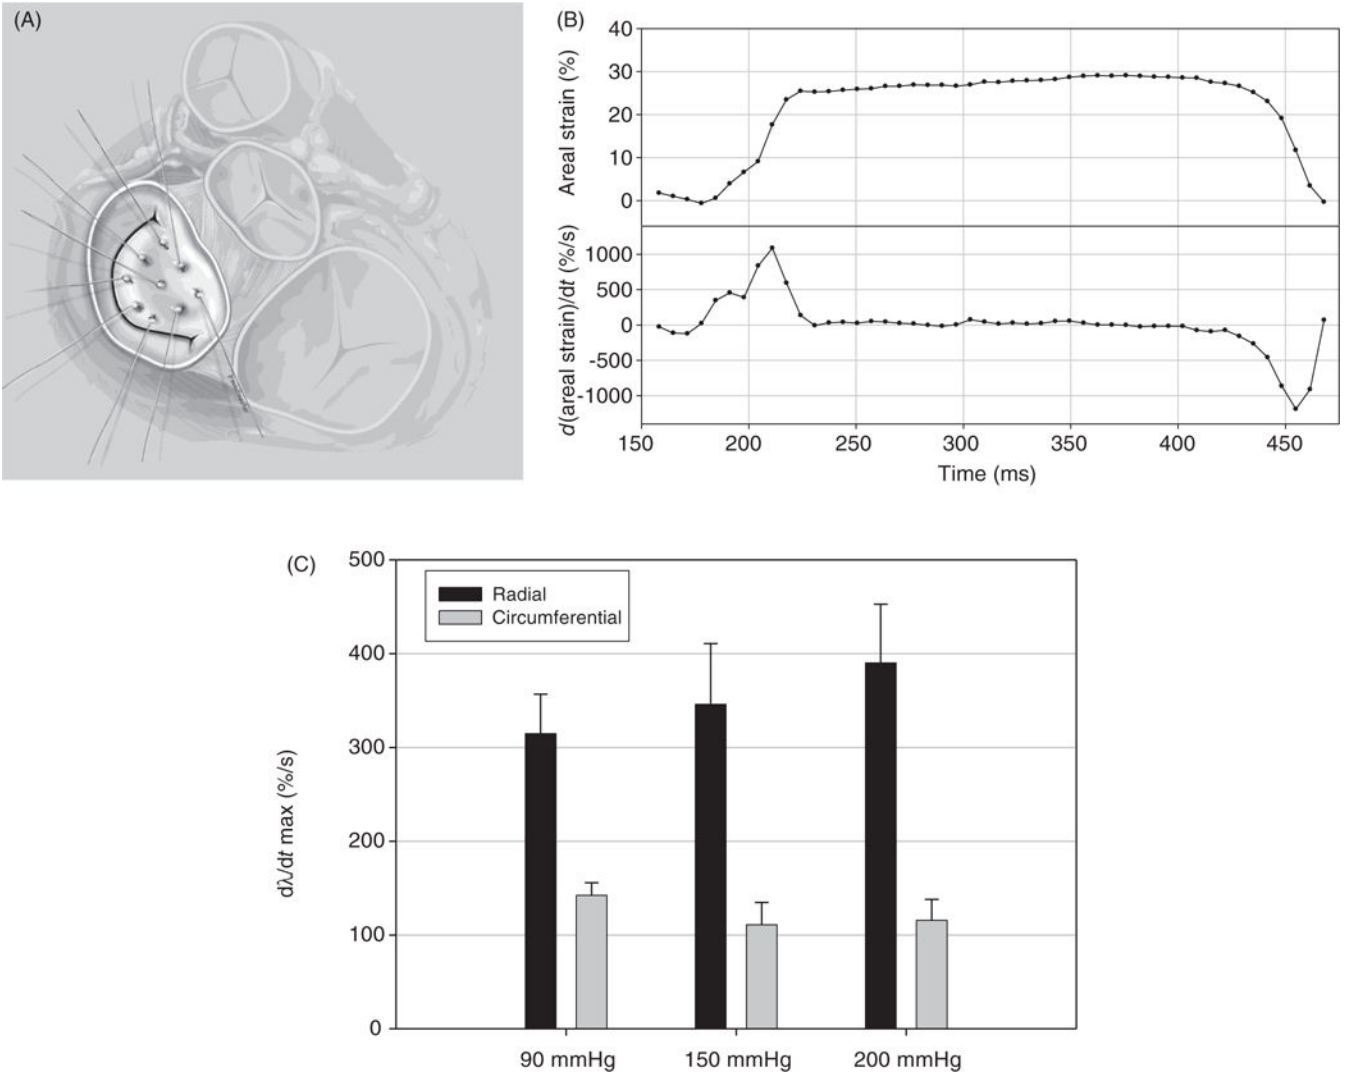 (A)
(B)
40
30
20
10
0
Areal strain (%)
1000
500
0
-500
-1000
d(areal strain)/dt (%/s)
150 200 250 300 350 400 450
Time (ms)
(C)
500
400
300
200
100
0
dλ/dt max (%/s)
Radial
Circumferential
90 mmHg 150 mmHg 200 mmHg